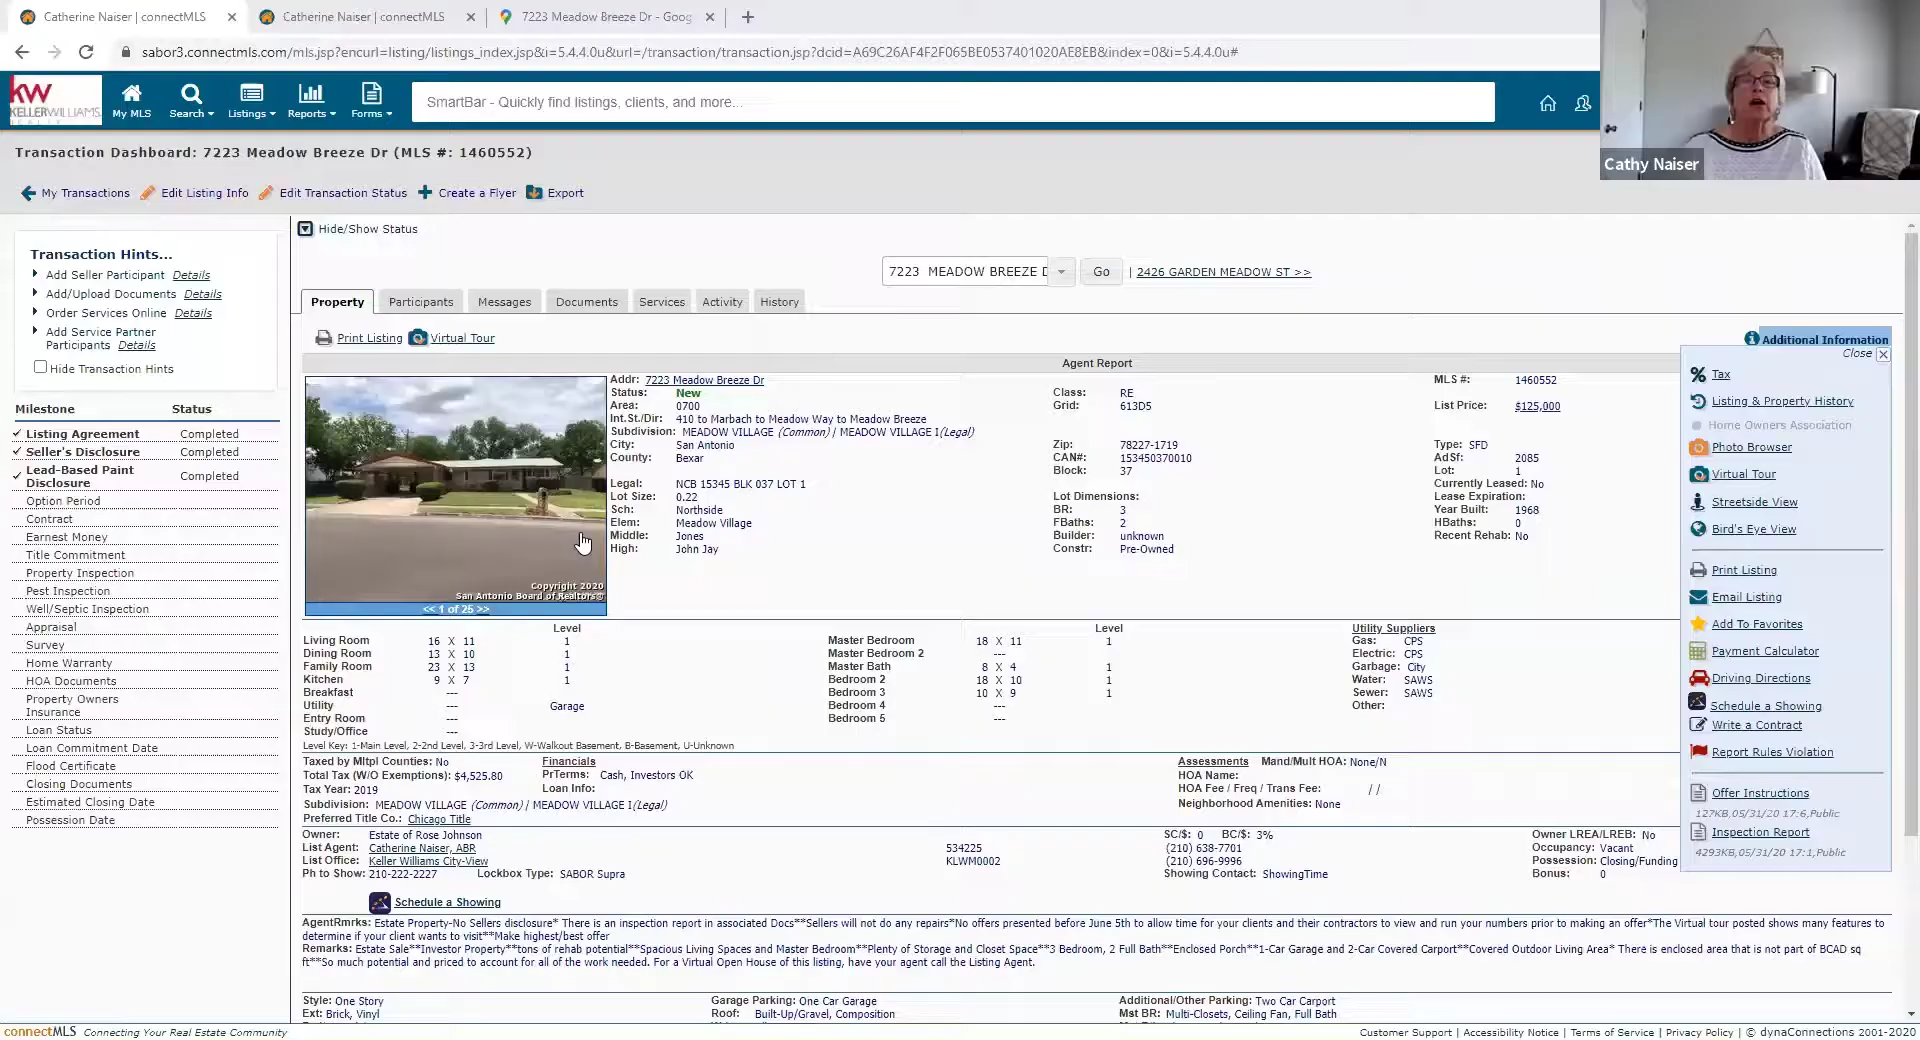 Catherine Naiser | connectMLS
Catherine Naiser | connectMLS
7223 Meadow Breeze Dr - Goog
sabor3.connectmls.com/mls.jsp?encurl=listing/listings_index.jsp&i=5.4.4.0u&url=/transaction/transaction.jsp?dcid=A69C26AF4F2F065BE0537401020AE8EB&index=0&i=5.4.4.0u#
kw
KELLERWILLIAMS
My MLS
Search
Listings
Reports
Forms
SmartBar - Quickly find listings, clients, and more...
Cathy Naiser
Transaction Dashboard: 7223 Meadow Breeze Dr (MLS #: 1460552)
My Transactions Edit Listing Info Edit Transaction Status Create a Flyer Export
Transaction Hints...
Add Seller Participant Details
Add/Upload Documents Details
Order Services Online Details
Add Service Partner
Participants Details
Hide Transaction Hints
Milestone Status
Listing Agreement Completed
Seller's Disclosure Completed
Lead-Based Paint
Disclosure Completed
Option Period
Contract
Earnest Money
Title Commitment
Property Inspection
Pest Inspection
Well/Septic Inspection
Appraisal
Survey
Home Warranty
HOA Documents
Property Owners
Insurance
Loan Status
Loan Commitment Date
Flood Certificate
Closing Documents
Estimated Closing Date
Possession Date
Hide/Show Status
7223 MEADOW BREEZE D Go | 2426 GARDEN MEADOW ST >>
Property Participants Messages Documents Services Activity History
Print Listing Virtual Tour
Agent Report
Copyright 2020
San Antonio Board of Realtors®
<< 1 of 25 >>
Addr: 7223 Meadow Breeze Dr Class: RE MLS #: 1460552
Status: New Grid: 613D5 List Price: $125,000
Area: 0700
Int.St./Dir: 410 to Marbach to Meadow Way to Meadow Breeze
Subdivision: MEADOW VILLAGE (Common) / MEADOW VILLAGE I(Legal)
City: San Antonio Zip: 78227-1719 Type: SFD
County: Bexar CAN#: 153450370010 AdSf: 2085
Block: 37 Lot: 1
Legal: NCB 15345 BLK 037 LOT 1 Currently Leased: No
Lot Size: 0.22 Lot Dimensions: Lease Expiration:
Sch: Northside BR: 3 Year Built: 1968
Elem: Meadow Village FBaths: 2 HBaths: 0
Middle: Jones Builder: unknown Recent Rehab: No
High: John Jay Constr: Pre-Owned
Level Level Utility Suppliers
Living Room 16 X 11 1 Master Bedroom 18 X 11 1 Gas: CPS
Dining Room 13 X 10 1 Master Bedroom 2 --- Electric: CPS
Family Room 23 X 13 1 Master Bath 8 X 4 1 Garbage: City
Kitchen 9 X 7 1 Bedroom 2 18 X 10 1 Water: SAWS
Breakfast --- Bedroom 3 10 X 9 1 Sewer: SAWS
Utility --- Garage Bedroom 4 --- Other:
Entry Room --- Bedroom 5 ---
Study/Office ---
Level Key: 1-Main Level, 2-2nd Level, 3-3rd Level, W-Walkout Basement, B-Basement, U-Unknown
Taxed by Mltpl Counties: No Financials Assessments Mand/Mult HOA: None/N
Total Tax (W/O Exemptions): $4,525.80 PrTerms: Cash, Investors OK HOA Name:
Tax Year: 2019 Loan Info: HOA Fee / Freq / Trans Fee: / /
Subdivision: MEADOW VILLAGE (Common) / MEADOW VILLAGE I(Legal) Neighborhood Amenities: None
Preferred Title Co.: Chicago Title
Owner: Estate of Rose Johnson SC/$: 0 BC/$: 3% Owner LREA/LREB: No
List Agent: Catherine Naiser, ABR 534225 (210) 638-7701 Occupancy: Vacant
List Office: Keller Williams City-View KLWM0002 (210) 696-9996 Possession: Closing/Funding
Ph to Show: 210-222-2227 Lockbox Type: SABOR Supra Showing Contact: ShowingTime Bonus: 0
Schedule a Showing
AgentRmrks: Estate Property-No Sellers disclosure* There is an inspection report in associated Docs**Sellers will not do any repairs*No offers presented before June 5th to allow time for your clients and their contractors to view and run your numbers prior to making an offer*The Virtual tour posted shows many features to
determine if your client wants to visit**Make highest/best offer
Remarks: Estate Sale**Investor Property**tons of rehab potential**Spacious Living Spaces and Master Bedroom**Plenty of Storage and Closet Space**3 Bedroom, 2 Full Bath**Enclosed Porch**1-Car Garage and 2-Car Covered Carport**Covered Outdoor Living Area* There is enclosed area that is not part of BCAD sq
ft**So much potential and priced to account for all of the work needed. For a Virtual Open House of this listing, have your agent call the Listing Agent.
Style: One Story Garage Parking: One Car Garage Additional/Other Parking: Two Car Carport
Ext: Brick, Vinyl Roof: Built-Up/Gravel, Composition Mst BR: Multi-Closets, Ceiling Fan, Full Bath
Additional Information
Close
Tax
Listing & Property History
Home Owners Association
Photo Browser
Virtual Tour
Streetside View
Bird's Eye View
Print Listing
Email Listing
Add To Favorites
Payment Calculator
Driving Directions
Schedule a Showing
Write a Contract
Report Rules Violation
Offer Instructions
127KB,05/31/20 17:6,Public
Inspection Report
4293KB,05/31/20 17:1,Public
connectMLS Connecting Your Real Estate Community
Customer Support | Accessibility Notice | Terms of Service | Privacy Policy | © dynaConnections 2001-2020